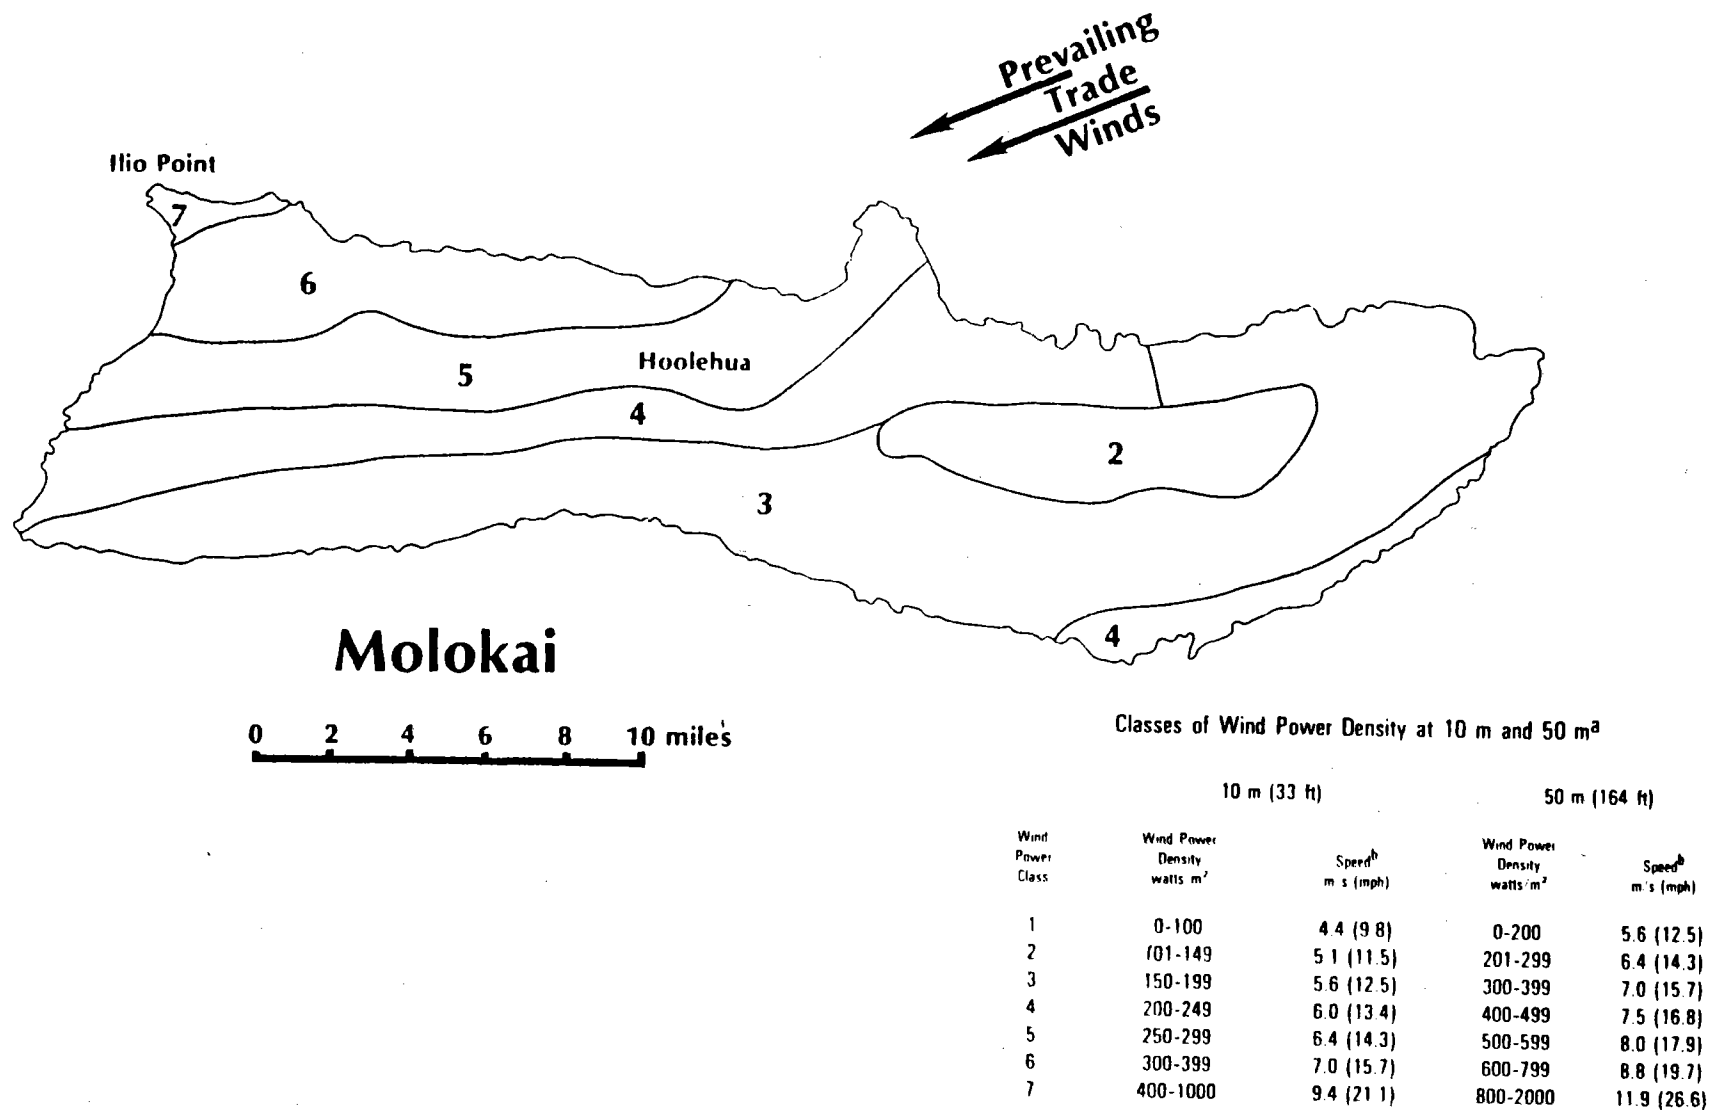 Prevailing
Trade
Winds
Ilio Point
7
6
Hoolehua
5
4
2
3
4
Molokai
0 2 4 6 8 10 miles
Classes of Wind Power Density at 10 m and 50 mª
10 m (33 ft) 50 m (164 ft)
Wind Power Class
Wind Power Density watts m²
Speedᵇ m s (mph)
Wind Power Density watts/m²
Speedᵇ m/s (mph)
1 0-100 4.4 (9.8) 0-200 5.6 (12.5)
2 101-149 5.1 (11.5) 201-299 6.4 (14.3)
3 150-199 5.6 (12.5) 300-399 7.0 (15.7)
4 200-249 6.0 (13.4) 400-499 7.5 (16.8)
5 250-299 6.4 (14.3) 500-599 8.0 (17.9)
6 300-399 7.0 (15.7) 600-799 8.8 (19.7)
7 400-1000 9.4 (21.1) 800-2000 11.9 (26.6)